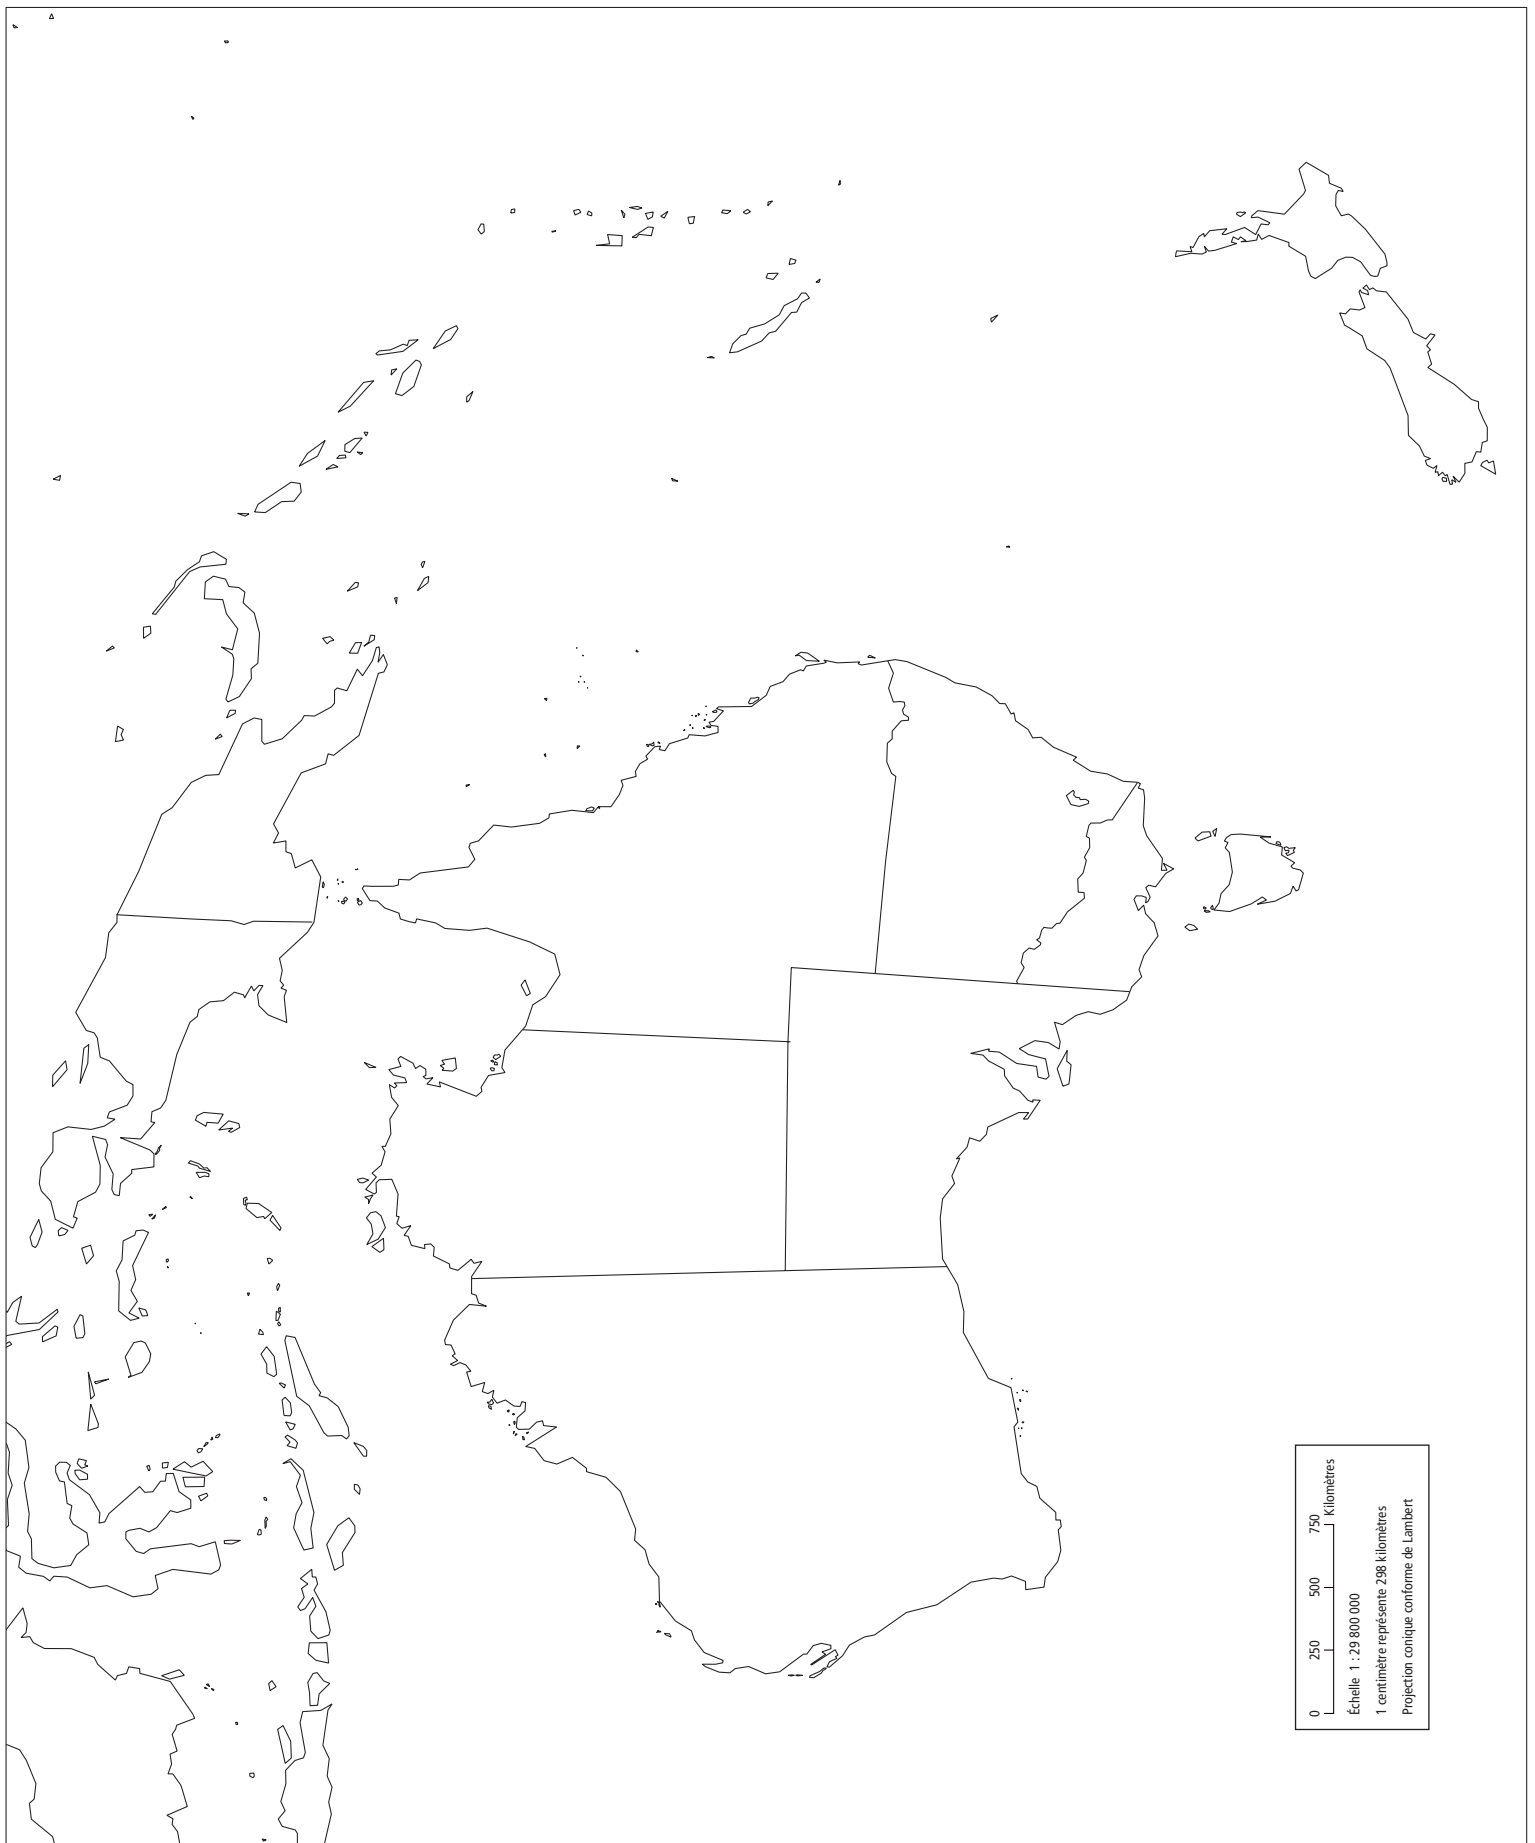 0 250 500 750
Kilomètres
Échelle 1 : 29 800 000
1 centimètre représente 298 kilomètres
Projection conique conforme de Lambert